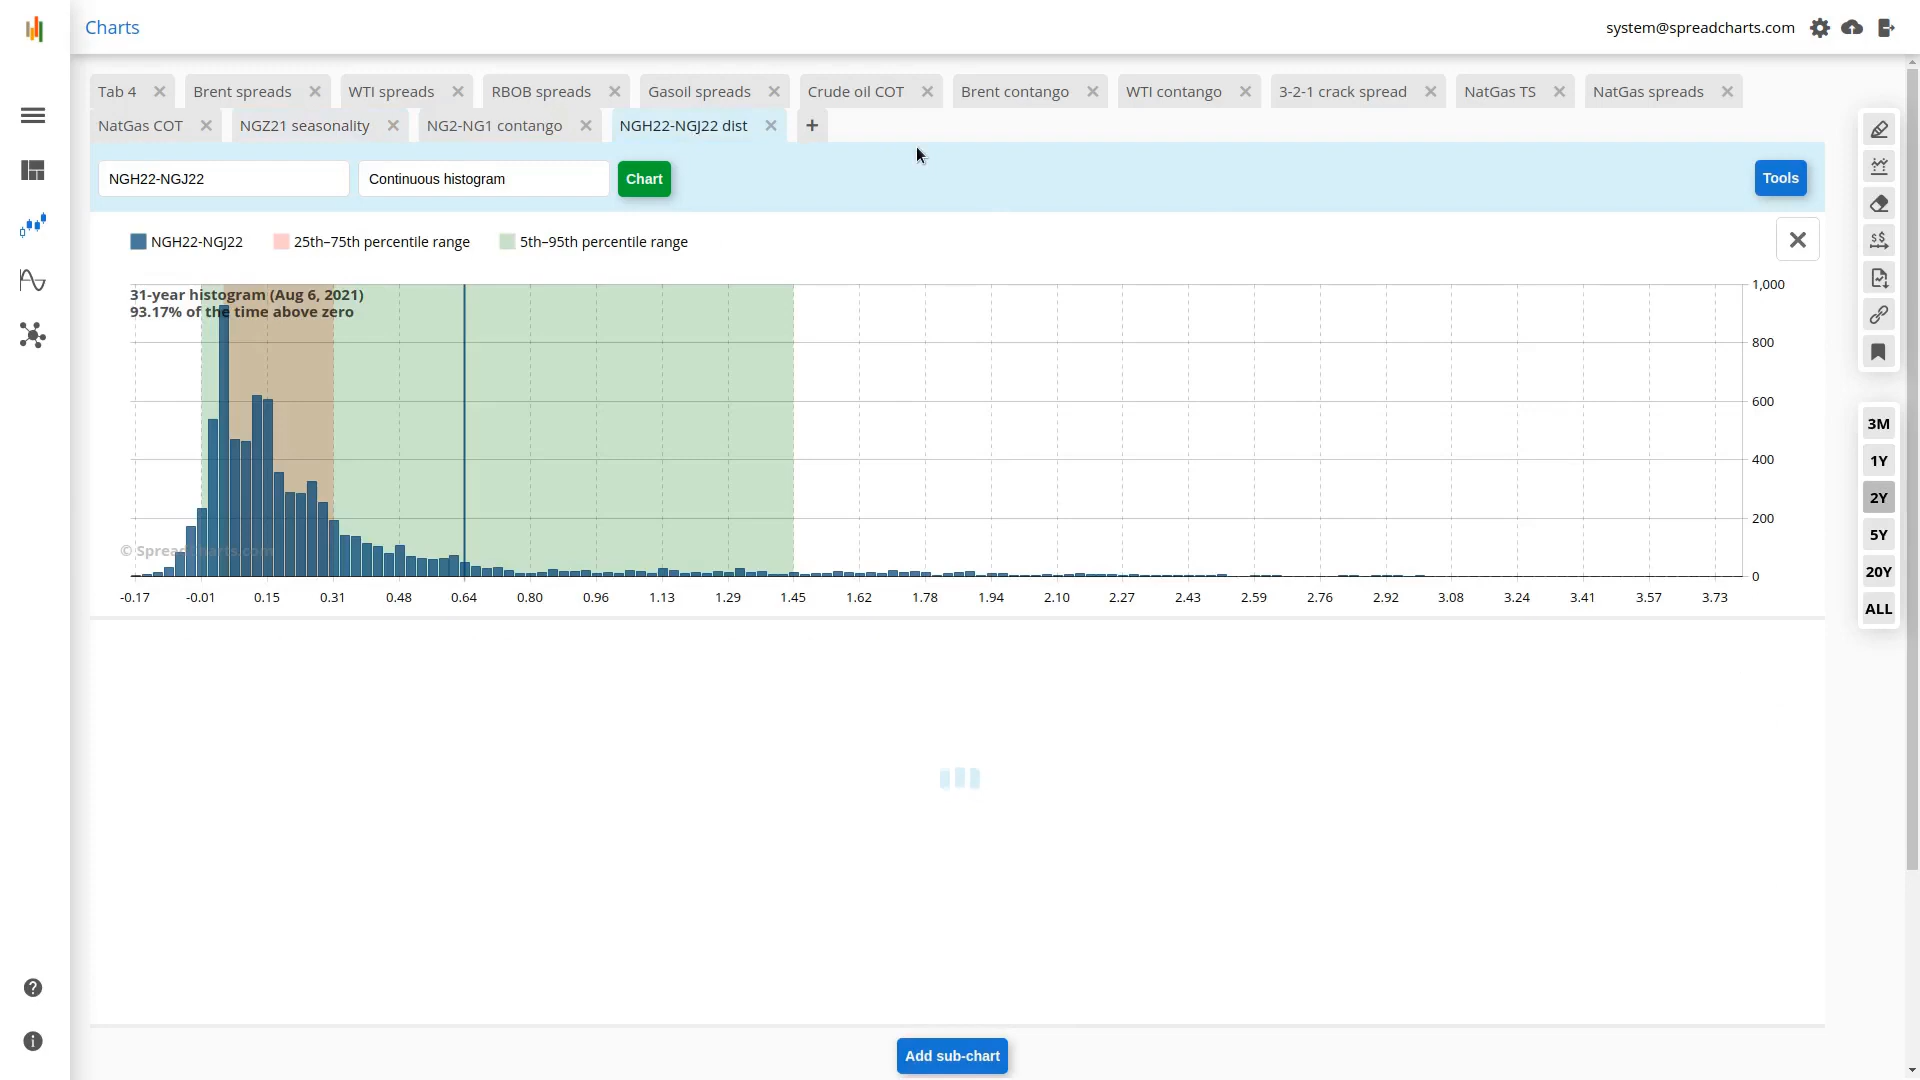 Charts
system@spreadcharts.com
Tab 4
Brent spreads
WTI spreads
RBOB spreads
Gasoil spreads
Crude oil COT
Brent contango
WTI contango
3-2-1 crack spread
NatGas TS
NatGas spreads
NatGas COT
NGZ21 seasonality
NG2-NG1 contango
NGH22-NGJ22 dist
+
NGH22-NGJ22
Continuous histogram
Chart
Tools
NGH22-NGJ22
25th–75th percentile range
5th–95th percentile range
31-year histogram (Aug 6, 2021)
93.17% of the time above zero
1,000
800
600
400
200
0
© Spreadcharts.com
-0.17 -0.01 0.15 0.31 0.48 0.64 0.80 0.96 1.13 1.29 1.45 1.62 1.78 1.94 2.10 2.27 2.43 2.59 2.76 2.92 3.08 3.24 3.41 3.57 3.73
3M
1Y
2Y
5Y
20Y
ALL
Add sub-chart